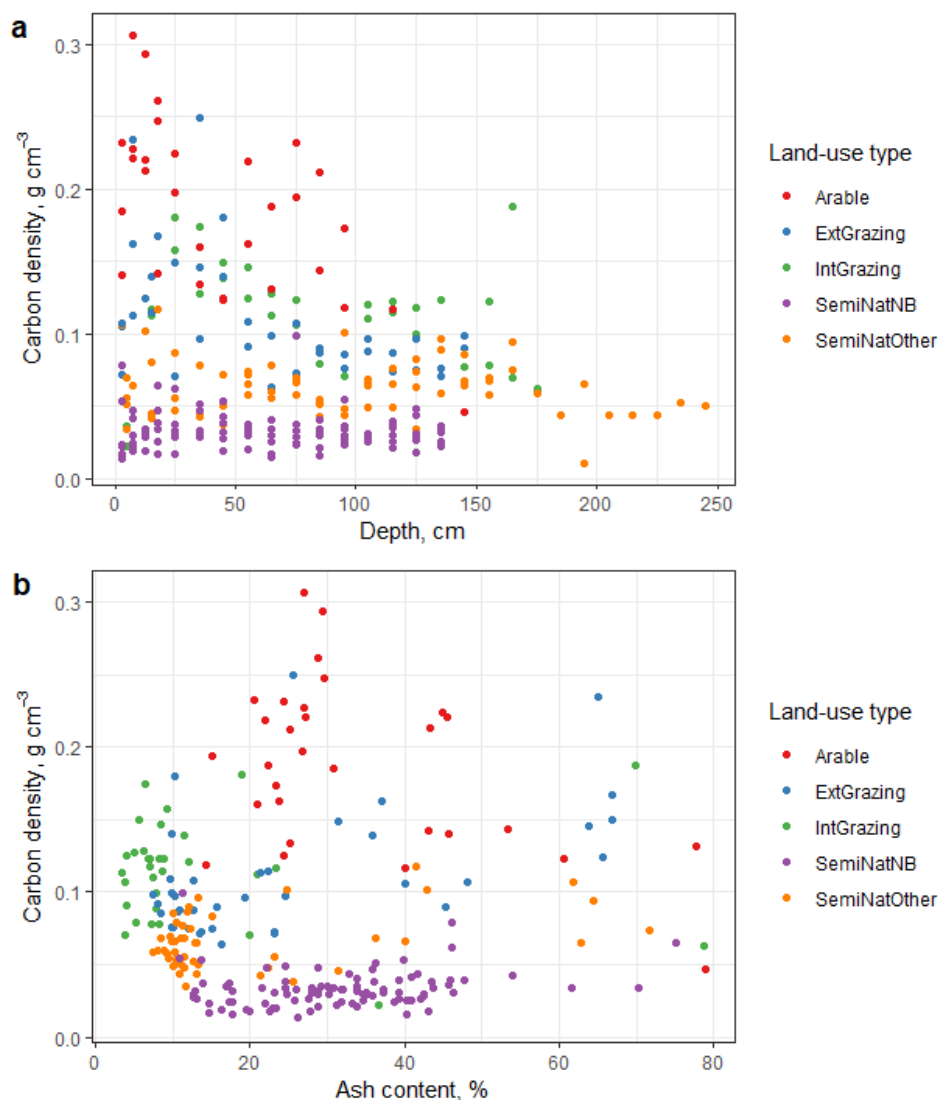 a
0.3
0.2
0.1
0.0
Carbon density, g cm⁻³
0 50 100 150 200 250
Depth, cm
Land-use type
Arable
ExtGrazing
IntGrazing
SemiNatNB
SemiNatOther
b
0.3
0.2
0.1
0.0
Carbon density, g cm⁻³
0 20 40 60 80
Ash content, %
Land-use type
Arable
ExtGrazing
IntGrazing
SemiNatNB
SemiNatOther